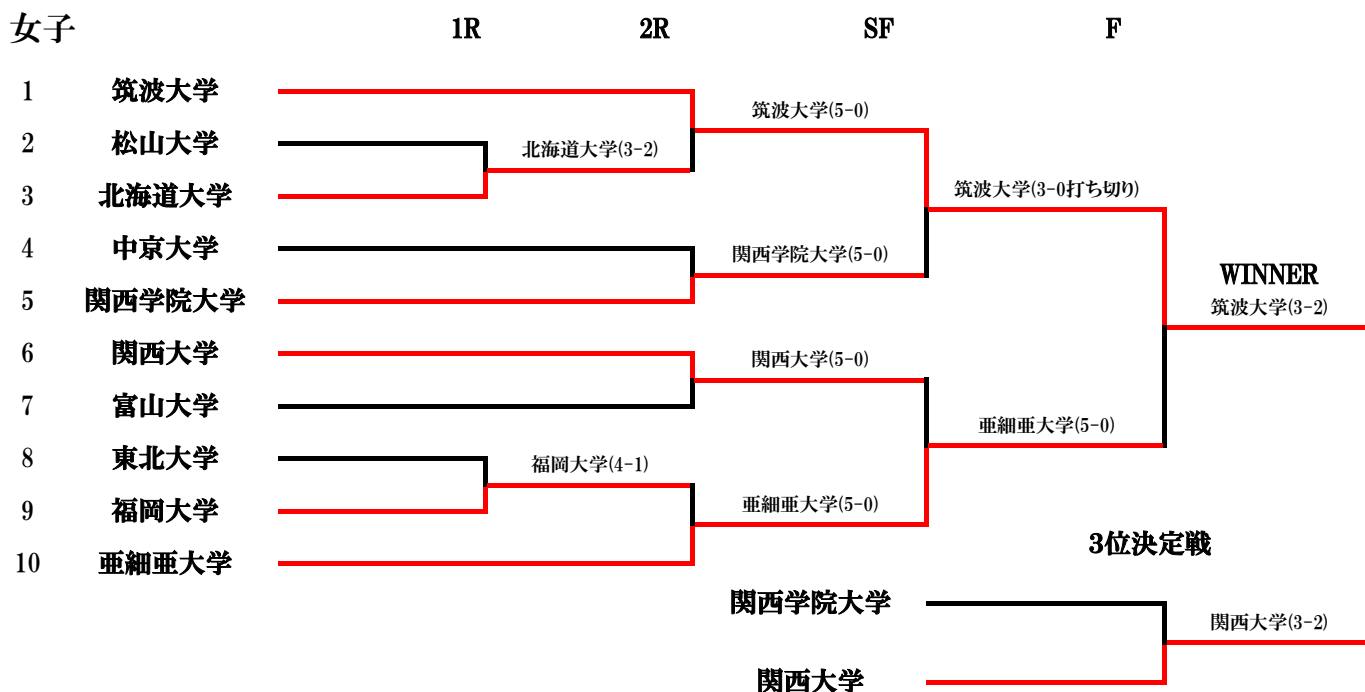 女子 1R 2R SF F
1 筑波大学
筑波大学(5-0)
2 松山大学
北海道大学(3-2)
3 北海道大学
筑波大学(3-0打ち切り)
4 中京大学
関西学院大学(5-0)
5 関西学院大学
WINNER
筑波大学(3-2)
6 関西大学
関西大学(5-0)
7 富山大学
亜細亜大学(5-0)
8 東北大学
福岡大学(4-1)
9 福岡大学
亜細亜大学(5-0)
10 亜細亜大学
3位決定戦
関西学院大学
関西大学(3-2)
関西大学